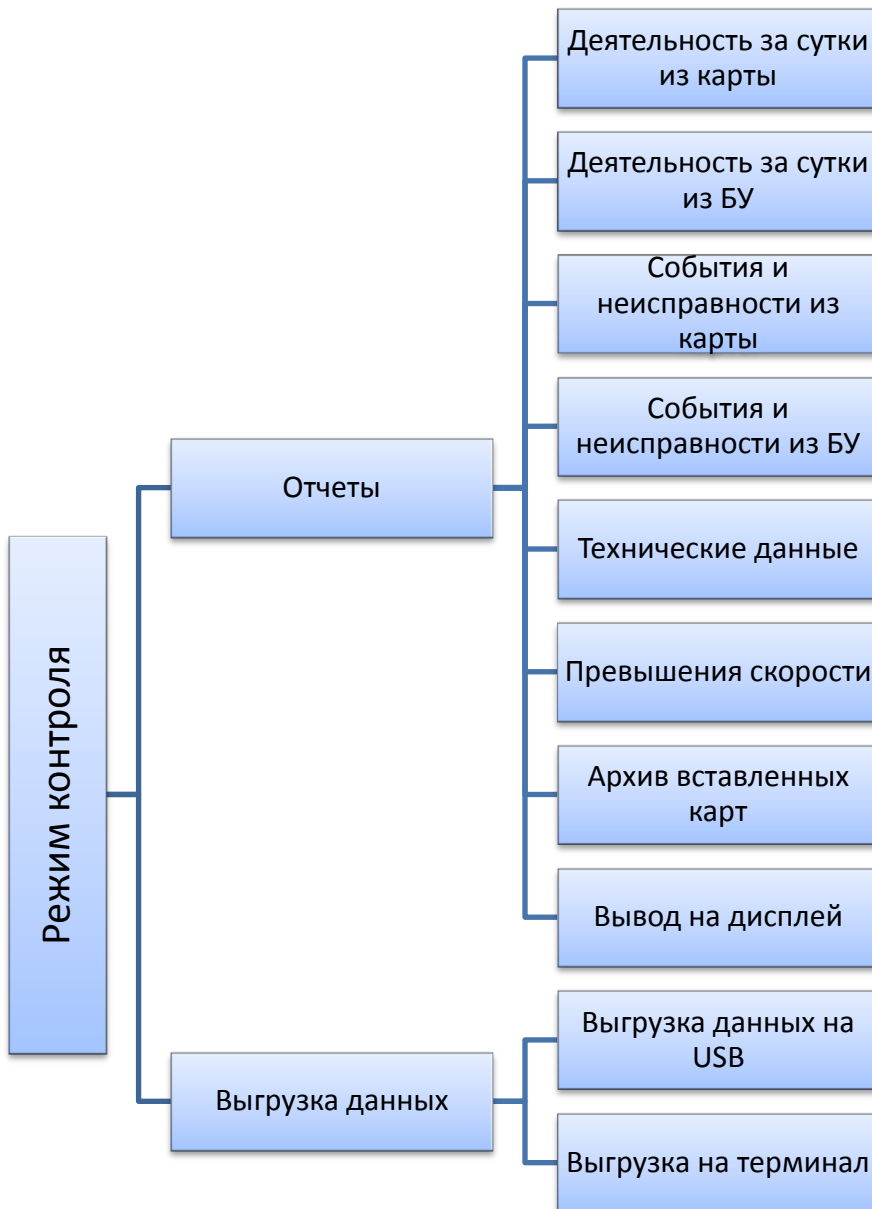 Режим контроля
Отчеты
Деятельность за сутки
из карты
Деятельность за сутки
из БУ
События и
неисправности из
карты
События и
неисправности из БУ
Технические данные
Превышения скорости
Архив вставленных
карт
Вывод на дисплей
Выгрузка данных
Выгрузка данных на
USB
Выгрузка на терминал